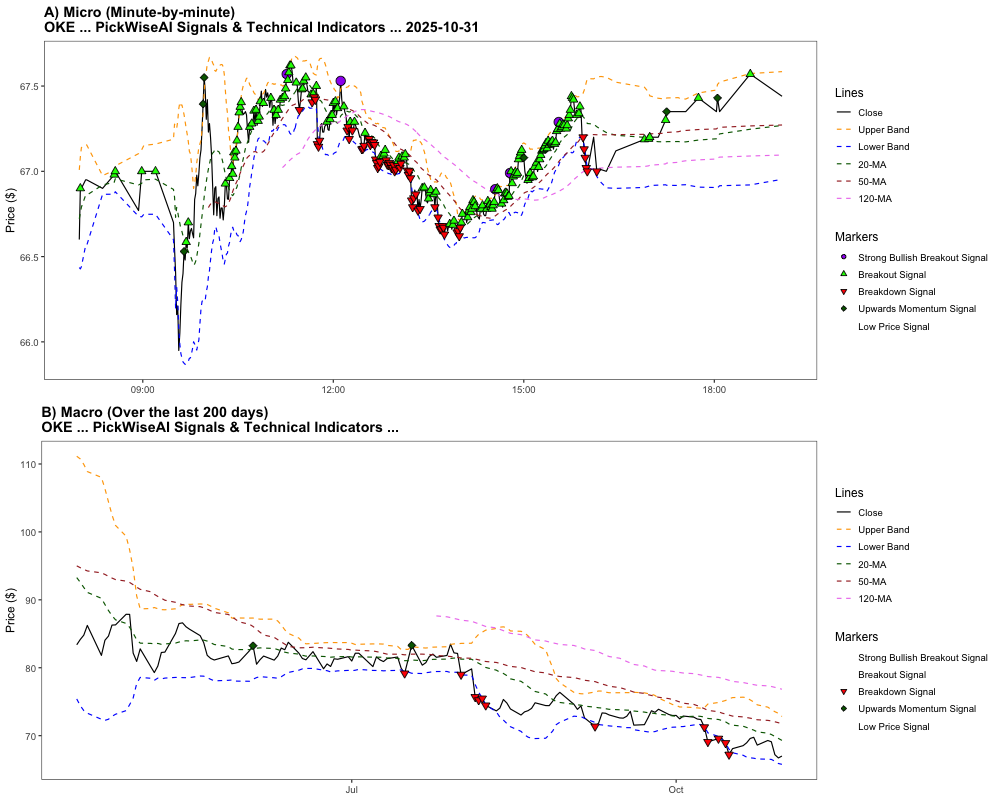 A) Micro (Minute-by-minute)
OKE ... PickWiseAI Signals & Technical Indicators ... 2025-10-31
Price ($)
67.5
67.0
66.5
66.0
09:00
12:00
15:00
18:00
Lines
Close
Upper Band
Lower Band
20-MA
50-MA
120-MA
Markers
Strong Bullish Breakout Signal
Breakout Signal
Breakdown Signal
Upwards Momentum Signal
Low Price Signal
B) Macro (Over the last 200 days)
OKE ... PickWiseAI Signals & Technical Indicators ...
Price ($)
110
100
90
80
70
Jul
Oct
Lines
Close
Upper Band
Lower Band
20-MA
50-MA
120-MA
Markers
Strong Bullish Breakout Signal
Breakout Signal
Breakdown Signal
Upwards Momentum Signal
Low Price Signal